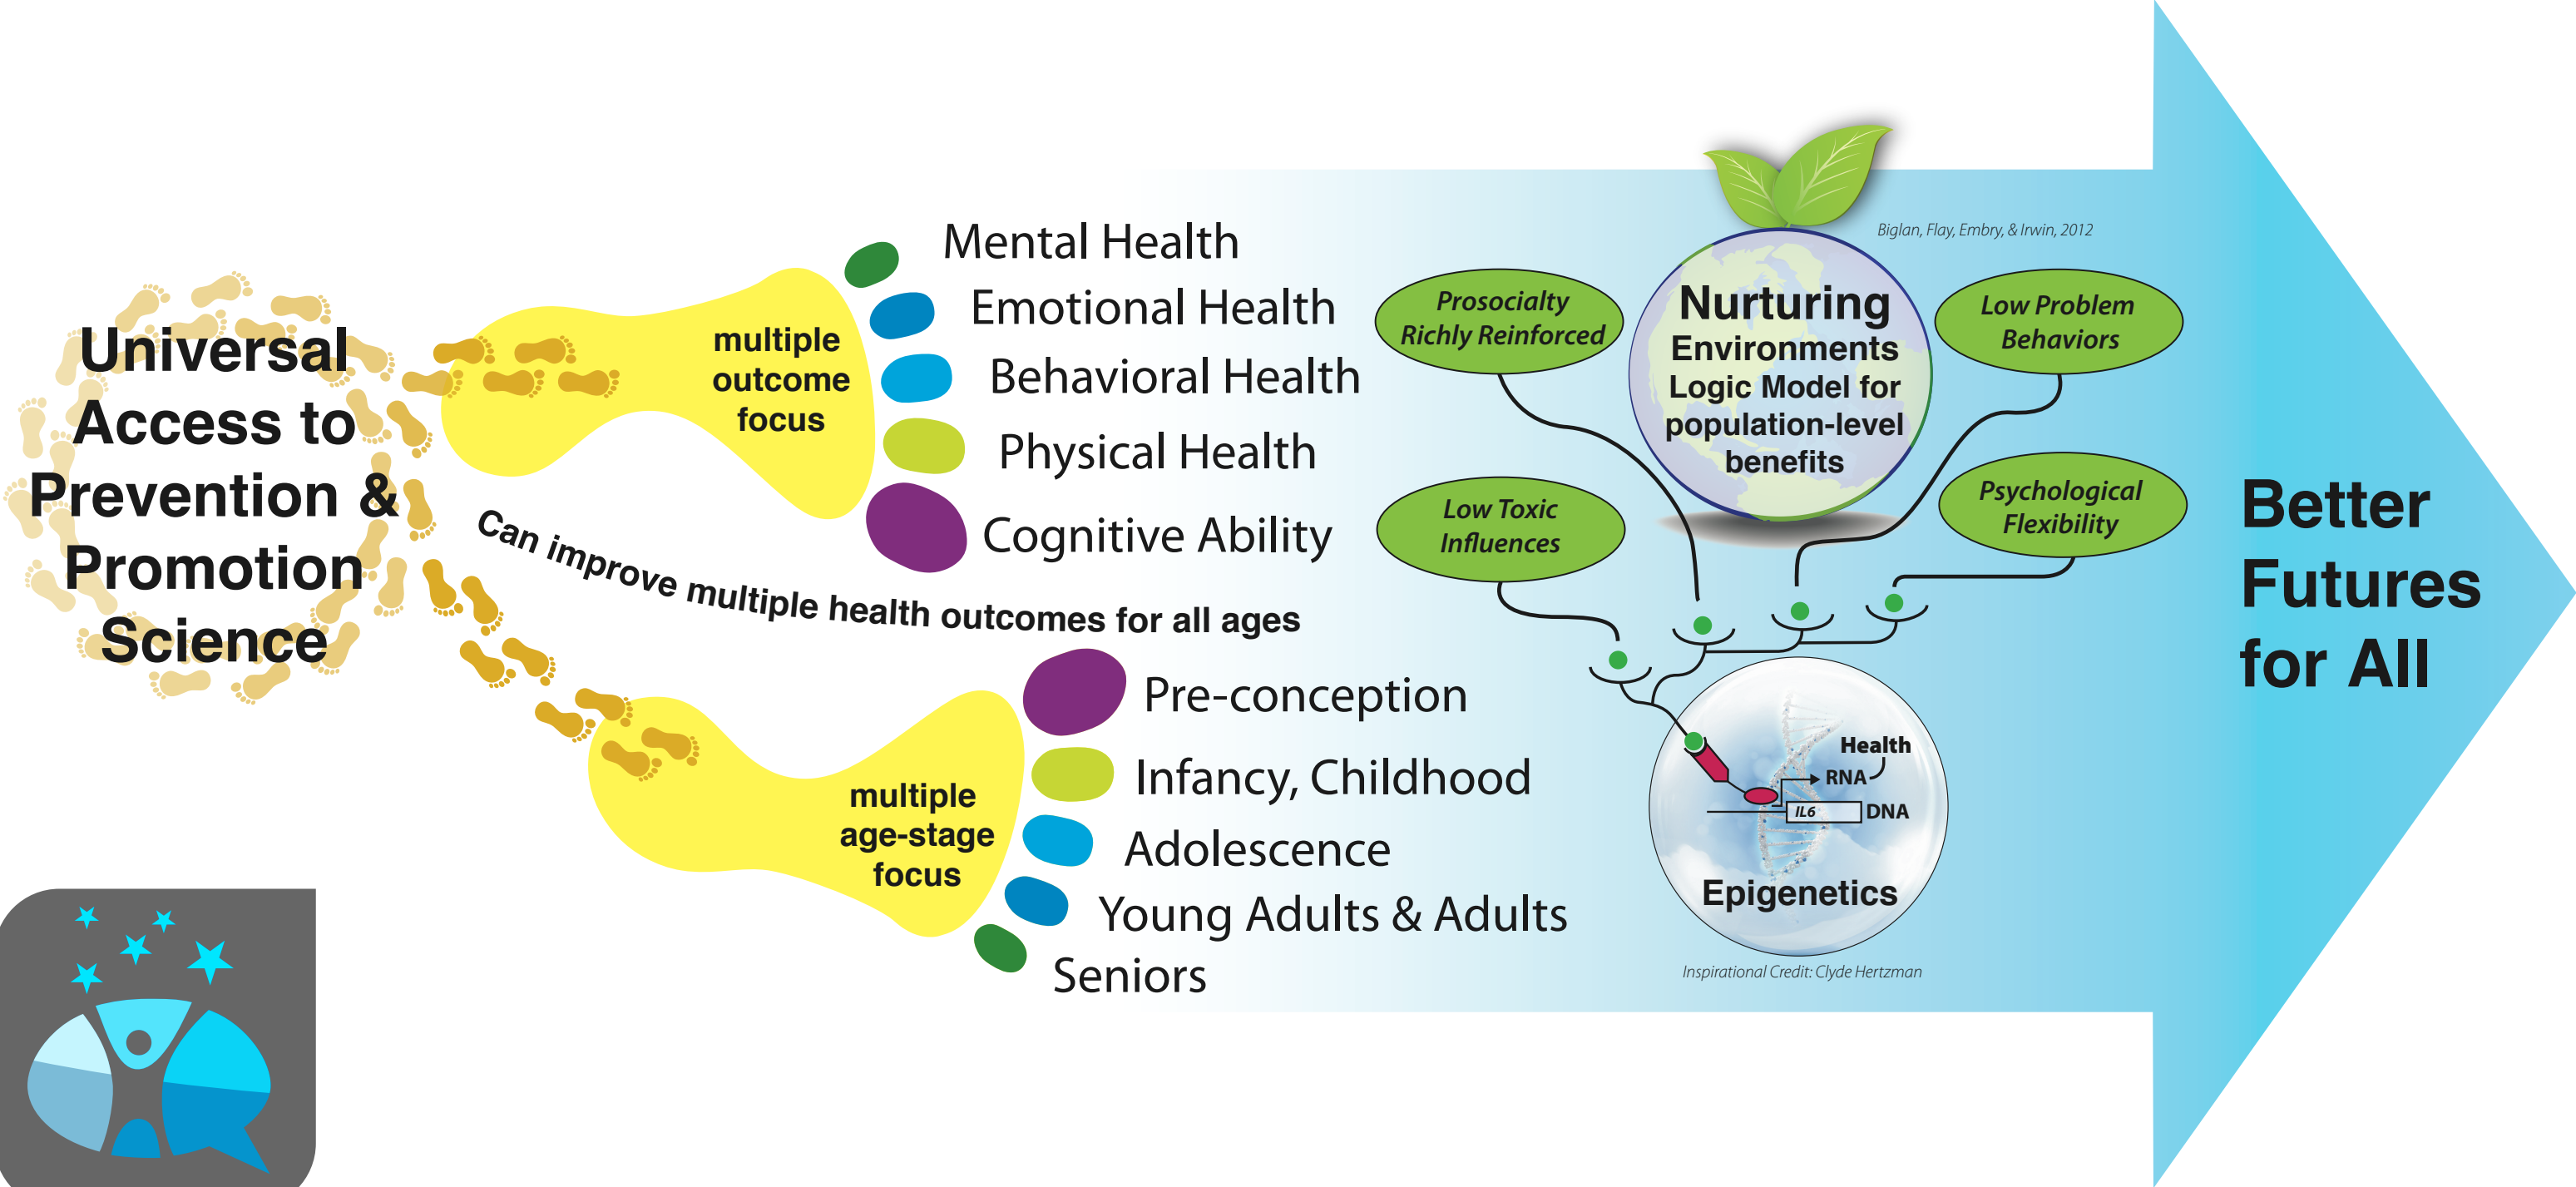 Universal
Access to
Prevention &
Promotion
Science
multiple
outcome
focus
Mental Health
Emotional Health
Behavioral Health
Physical Health
Cognitive Ability
Can improve multiple health outcomes for all ages
multiple
age-stage
focus
Pre-conception
Infancy, Childhood
Adolescence
Young Adults & Adults
Seniors
Biglan, Flay, Embry, & Irwin, 2012
Prosocialty
Richly Reinforced
Nurturing
Environments
Logic Model for
population-level
benefits
Low Problem
Behaviors
Low Toxic
Influences
Psychological
Flexibility
Health
RNA
IL6
DNA
Epigenetics
Inspirational Credit: Clyde Hertzman
Better
Futures
for All